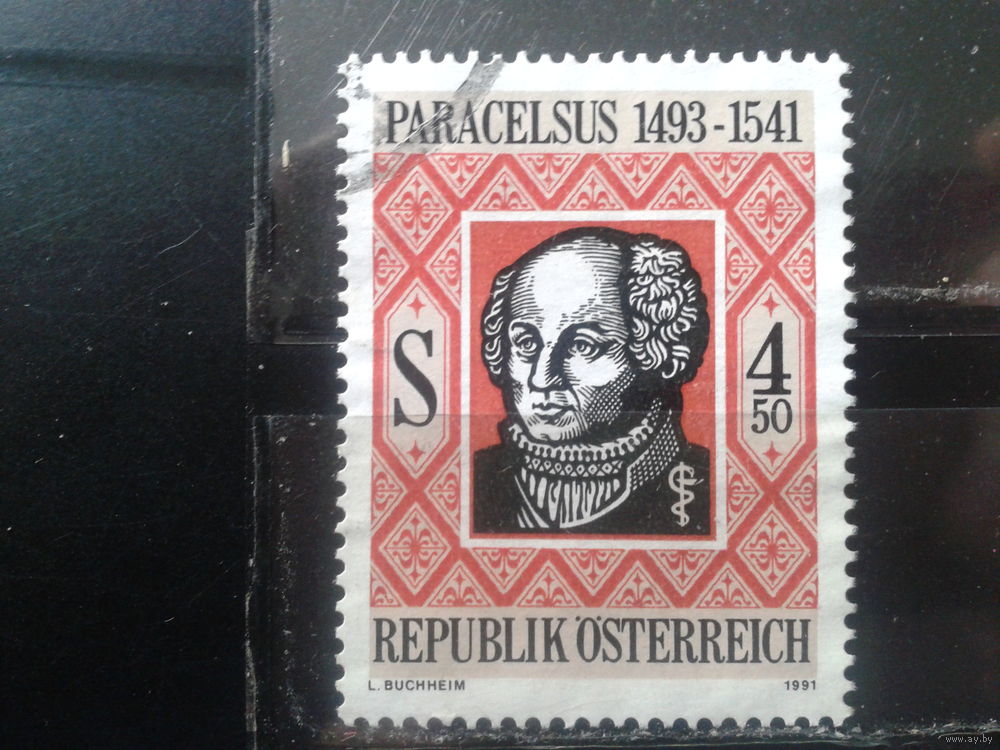 PARACELSUS 1493-1541
S 4 50
REPUBLIK ÖSTERREICH
L. BUCHHEIM 1991
www.ay.by